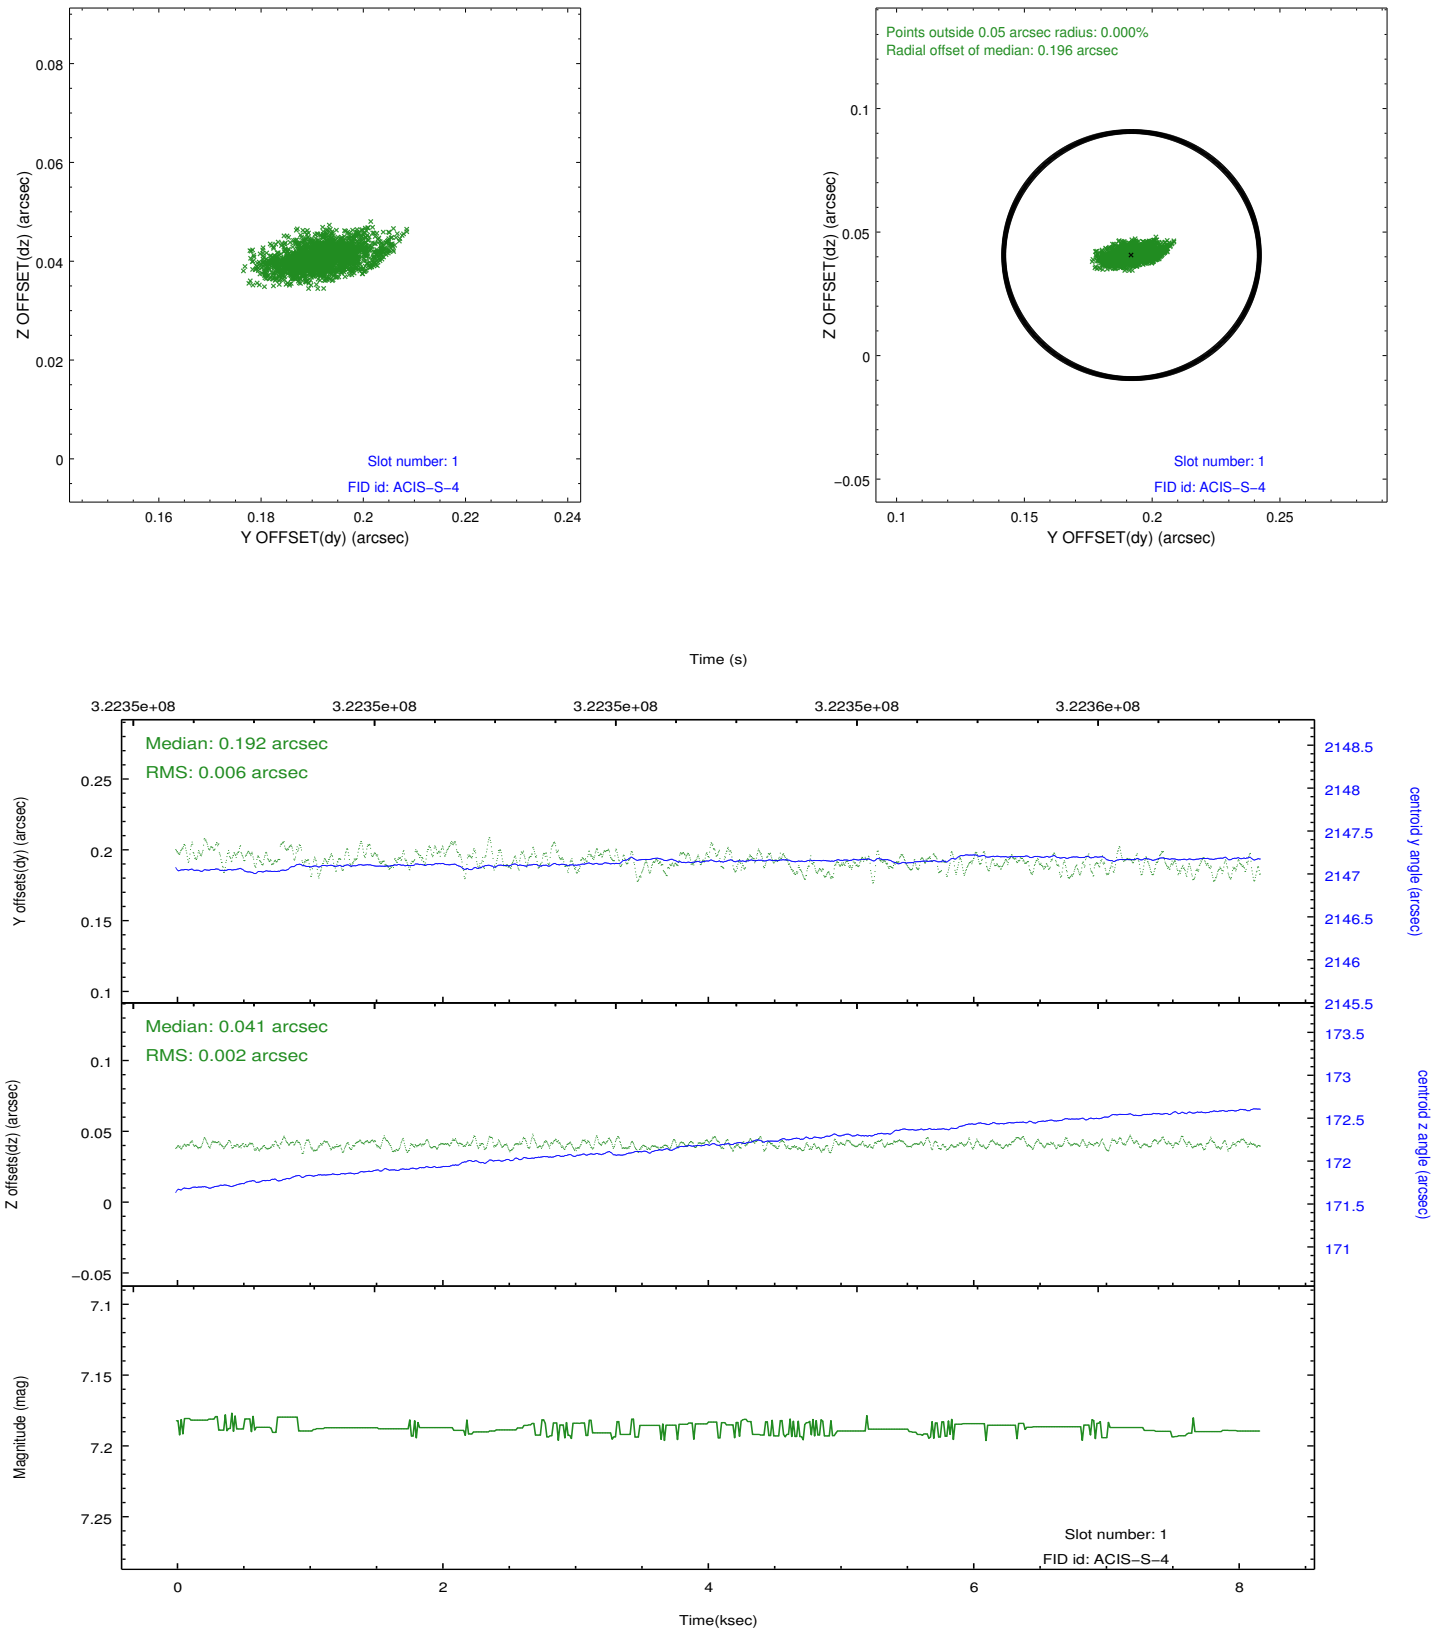 0.08
0.06
0.04
0.02
0
Z OFFSET(dz) (arcsec)
Slot number: 1
FID id: ACIS−S−4
0.16
0.18
0.2
0.22
0.24
Y OFFSET(dy) (arcsec)
Points outside 0.05 arcsec radius: 0.000%
Radial offset of median: 0.196 arcsec
0.1
0.05
0
−0.05
Z OFFSET(dz) (arcsec)
Slot number: 1
FID id: ACIS−S−4
0.1
0.15
0.2
0.25
Y OFFSET(dy) (arcsec)
Time (s)
3.2235e+08
3.2235e+08
3.2235e+08
3.2235e+08
3.2236e+08
Median: 0.192 arcsec
RMS: 0.006 arcsec
0.25
0.2
0.15
0.1
Y offsets(dy) (arcsec)
2148.5
2148
2147.5
2147
2146.5
2146
2145.5
centroid y angle (arcsec)
Median: 0.041 arcsec
RMS: 0.002 arcsec
0.1
0.05
0
−0.05
Z offsets(dz) (arcsec)
173.5
173
172.5
172
171.5
171
centroid z angle (arcsec)
7.1
7.15
7.2
7.25
Magnitude (mag)
Slot number: 1
FID id: ACIS−S−4
0
2
4
6
8
Time(ksec)